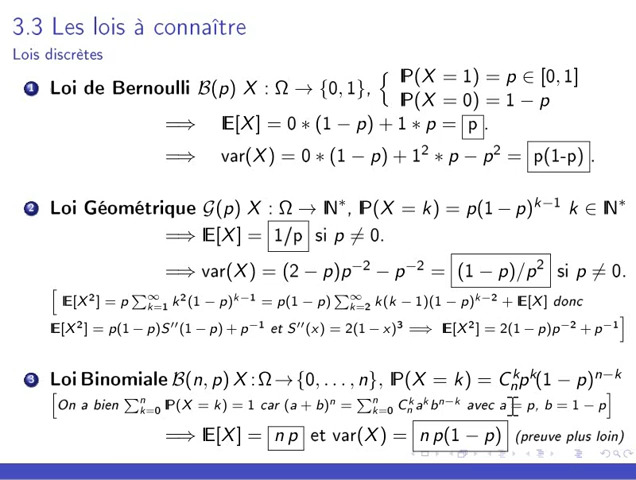 3.3 Les lois à connaître
Lois discrètes
1 Loi de Bernoulli 𝓑(p) X : Ω → {0, 1}, { ℙ(X = 1) = p ∈ [0, 1]
ℙ(X = 0) = 1 − p
⟹ 𝔼[X] = 0 ∗ (1 − p) + 1 ∗ p = p.
⟹ var(X) = 0 ∗ (1 − p) + 1² ∗ p − p² = p(1-p).
2 Loi Géométrique 𝓖(p) X : Ω → ℕ*, ℙ(X = k) = p(1 − p)^{k−1} k ∈ ℕ*
⟹ 𝔼[X] = 1/p si p ≠ 0.
⟹ var(X) = (2 − p)p^{−2} − p^{−2} = (1 − p)/p² si p ≠ 0.
[ 𝔼[X²] = p ∑_{k=1}^{∞} k²(1 − p)^{k−1} = p(1 − p) ∑_{k=2}^{∞} k(k − 1)(1 − p)^{k−2} + 𝔼[X] donc
𝔼[X²] = p(1 − p)S′′(1 − p) + p^{−1} et S′′(x) = 2(1 − x)³ ⟹ 𝔼[X²] = 2(1 − p)p^{−2} + p^{−1} ]
3 Loi Binomiale 𝓑(n, p) X : Ω → {0, . . . , n}, ℙ(X = k) = C_n^k p^k(1 − p)^{n−k}
[ On a bien ∑_{k=0}^{n} ℙ(X = k) = 1 car (a + b)^n = ∑_{k=0}^{n} C_n^k a^k b^{n−k} avec a = p, b = 1 − p ]
⟹ 𝔼[X] = n p et var(X) = n p(1 − p) (preuve plus loin)